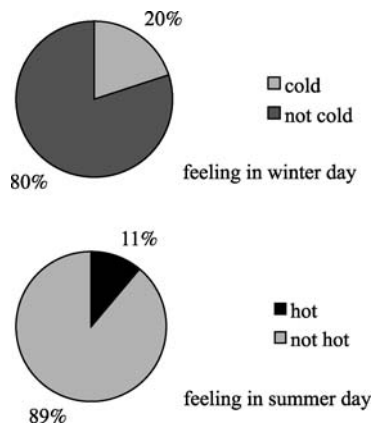 20%
cold
not cold
80%
feeling in winter day
11%
hot
not hot
89%
feeling in summer day